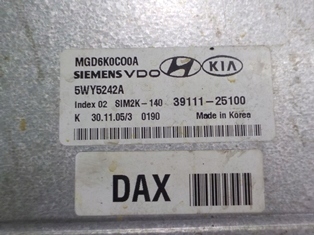 MGD6K0C00A
SIEMENS VDO HYUNDAI KIA
5WY5242A
Index 02 SIM2K-140 39111-25100
K 30.11.05/3 0190 Made in Korea
DAX